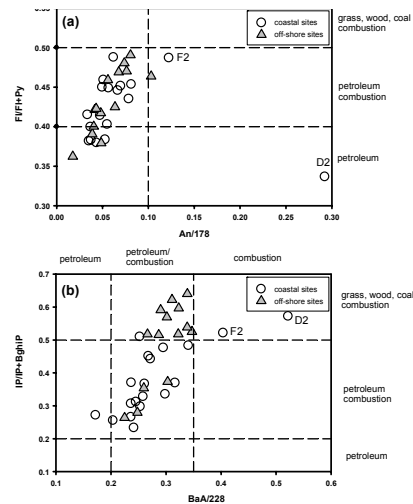 (a)
coastal sites
off-shore sites
F2
D2
0.55
0.50
0.45
0.40
0.35
0.30
Fl/Fl+Py
grass, wood, coal
combustion
petroleum
combustion
petroleum
0.00 0.05 0.10 0.15 0.20 0.25 0.30
An/178
petroleum petroleum/
combustion combustion
(b)
coastal sites
off-shore sites
F2
D2
0.7
0.6
0.5
0.4
0.3
0.2
0.1
IP/IP+BghiP
grass, wood, coal
combustion
petroleum
combustion
petroleum
0.1 0.2 0.3 0.4 0.5 0.6
BaA/228